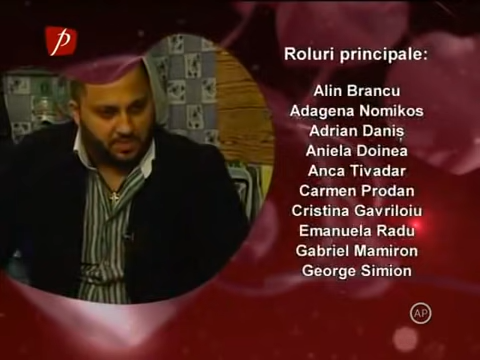 p
Roluri principale:
Alin Brancu
Adagena Nomikos
Adrian Daniș
Aniela Doinea
Anca Tivadar
Carmen Prodan
Cristina Gavriloiu
Emanuela Radu
Gabriel Mamiron
George Simion
AP